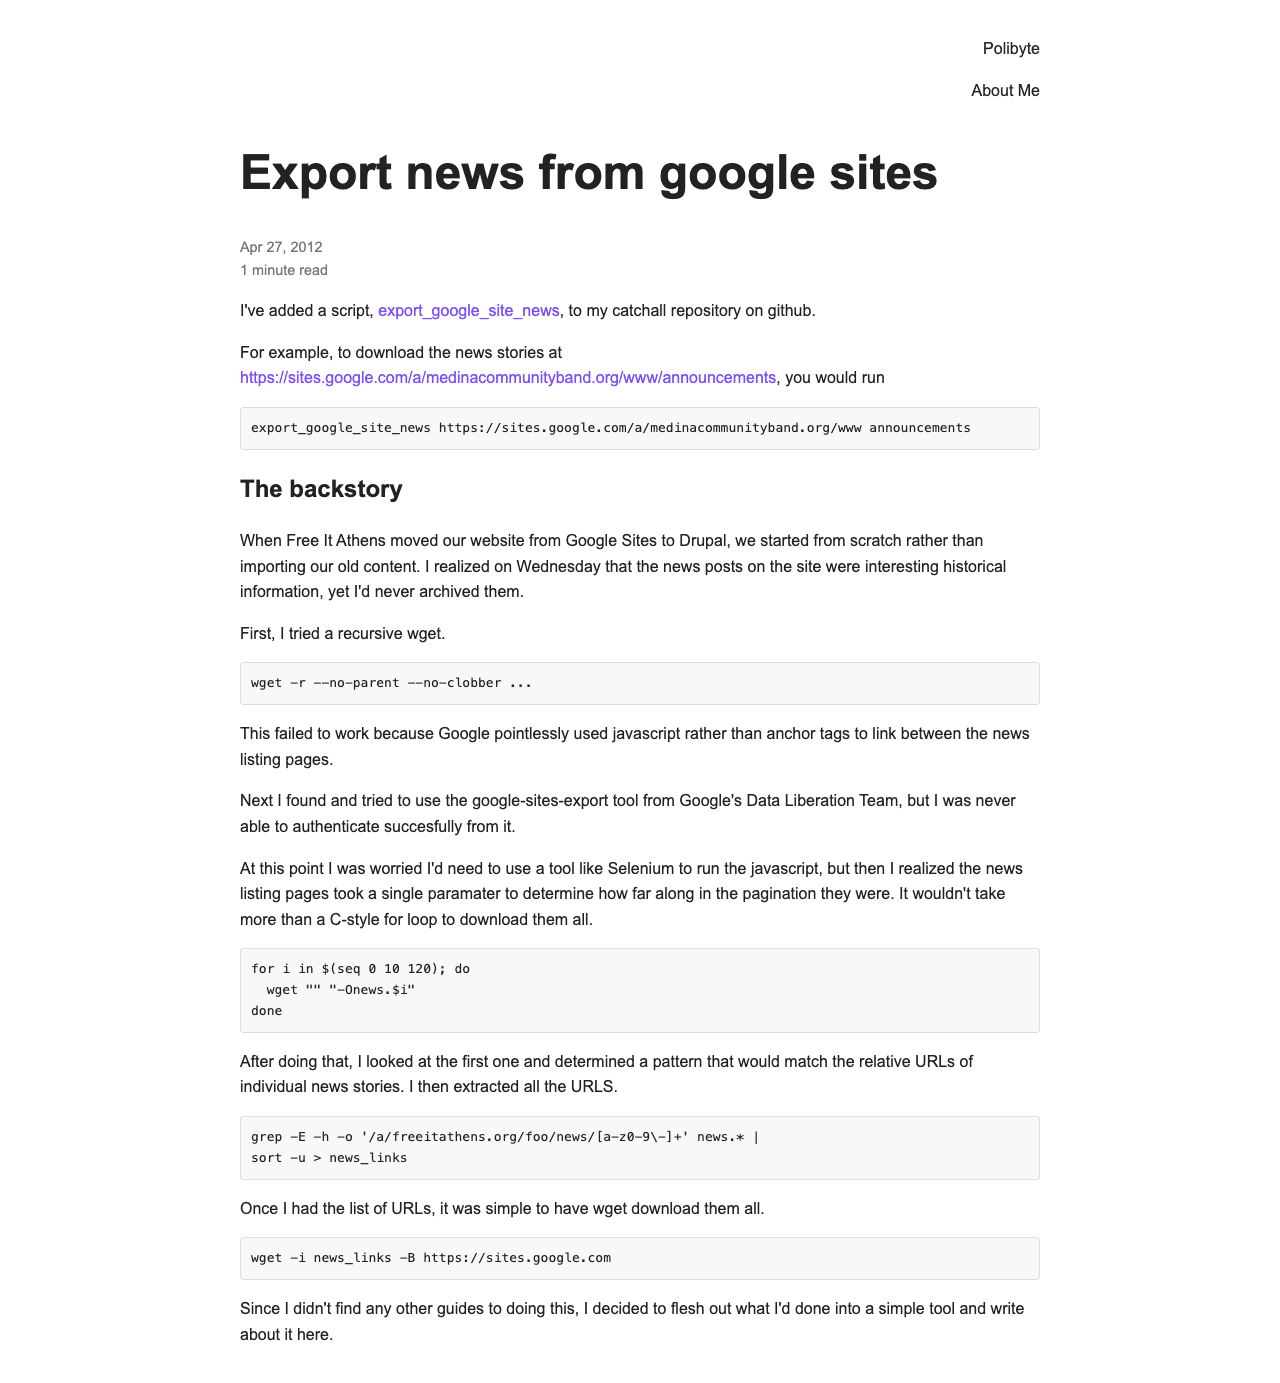 Polibyte
About Me
Export news from google sites
Apr 27, 2012
1 minute read
I've added a script, export_google_site_news, to my catchall repository on github.
For example, to download the news stories at
https://sites.google.com/a/medinacommunityband.org/www/announcements, you would run
export_google_site_news https://sites.google.com/a/medinacommunityband.org/www announcements
The backstory
When Free It Athens moved our website from Google Sites to Drupal, we started from scratch rather than
importing our old content. I realized on Wednesday that the news posts on the site were interesting historical
information, yet I'd never archived them.
First, I tried a recursive wget.
wget -r --no-parent --no-clobber ...
This failed to work because Google pointlessly used javascript rather than anchor tags to link between the news
listing pages.
Next I found and tried to use the google-sites-export tool from Google's Data Liberation Team, but I was never
able to authenticate succesfully from it.
At this point I was worried I'd need to use a tool like Selenium to run the javascript, but then I realized the news
listing pages took a single paramater to determine how far along in the pagination they were. It wouldn't take
more than a C-style for loop to download them all.
for i in $(seq 0 10 120); do
  wget "" "-Onews.$i"
done
After doing that, I looked at the first one and determined a pattern that would match the relative URLs of
individual news stories. I then extracted all the URLS.
grep -E -h -o '/a/freeitathens.org/foo/news/[a-z0-9\-]+' news.* |
sort -u > news_links
Once I had the list of URLs, it was simple to have wget download them all.
wget -i news_links -B https://sites.google.com
Since I didn't find any other guides to doing this, I decided to flesh out what I'd done into a simple tool and write
about it here.